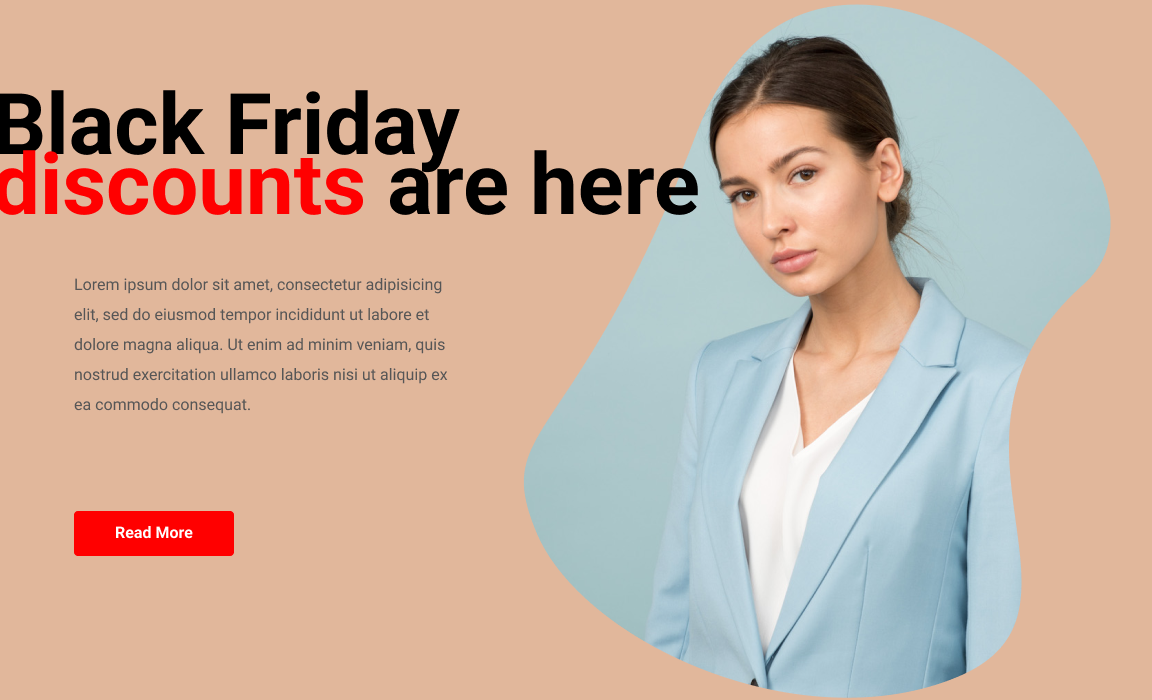 Black Friday
discounts are here
Lorem ipsum dolor sit amet, consectetur adipisicing
elit, sed do eiusmod tempor incididunt ut labore et
dolore magna aliqua. Ut enim ad minim veniam, quis
nostrud exercitation ullamco laboris nisi ut aliquip ex
ea commodo consequat.
Read More